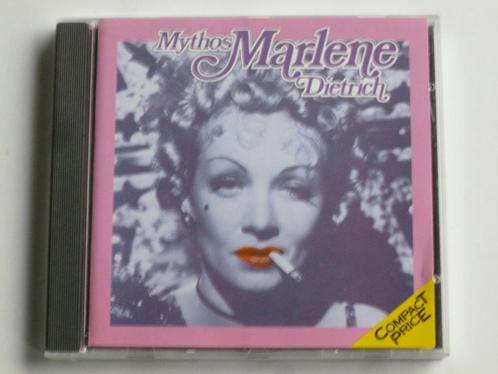 Mythos Marlene
Dietrich
COMPACT
PRICE